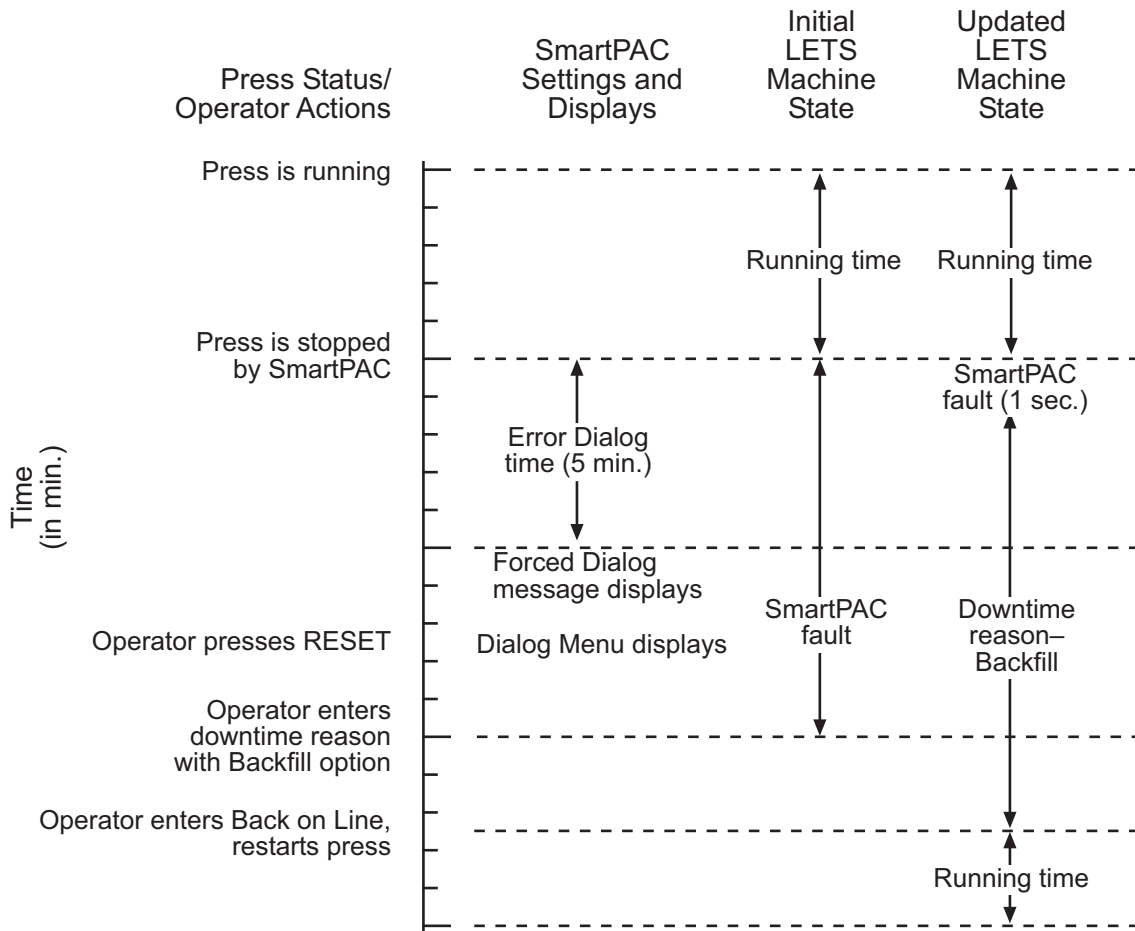 Press Status/
Operator Actions
SmartPAC
Settings and
Displays
Initial
LETS
Machine
State
Updated
LETS
Machine
State
Time
(in min.)
Press is running
Running time
Running time
Press is stopped
by SmartPAC
SmartPAC
fault (1 sec.)
Error Dialog
time (5 min.)
Forced Dialog
message displays
Operator presses RESET
Dialog Menu displays
SmartPAC
fault
Downtime
reason–
Backfill
Operator enters
downtime reason
with Backfill option
Operator enters Back on Line,
restarts press
Running time